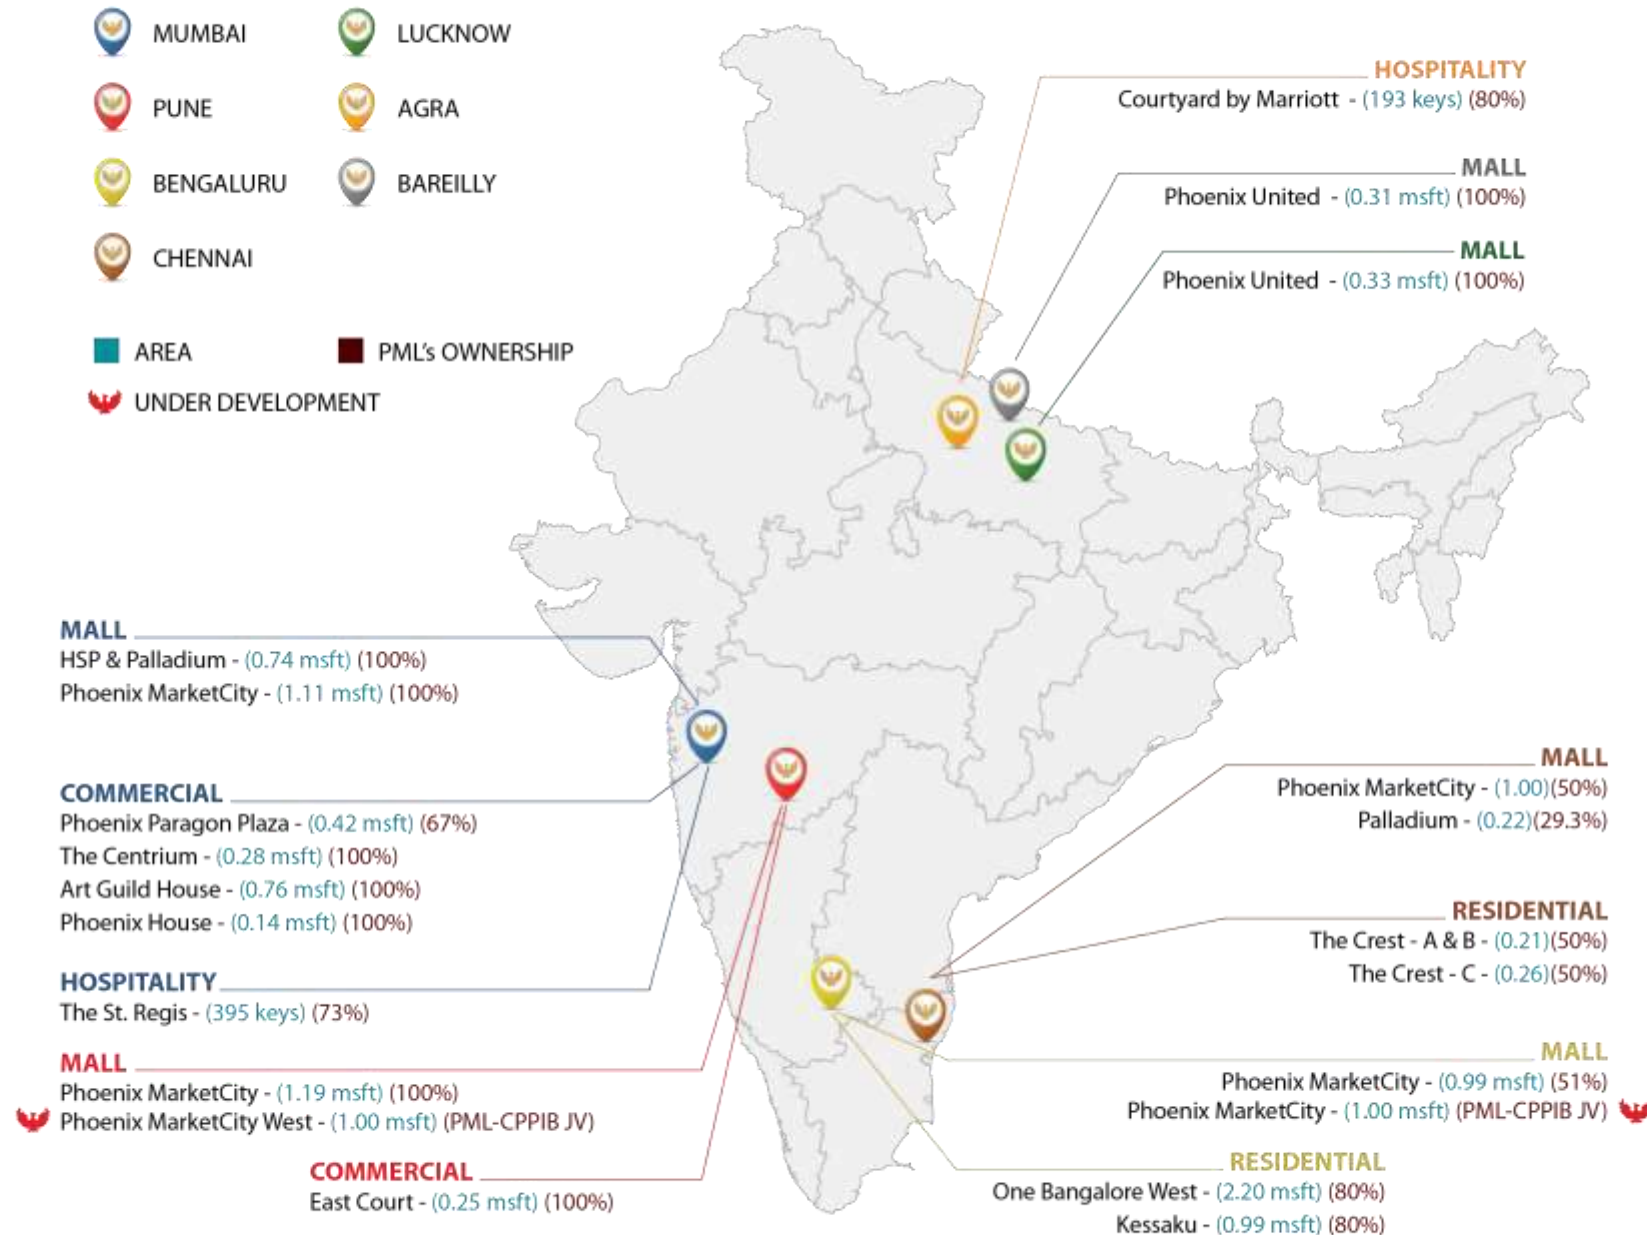 MUMBAI
LUCKNOW
PUNE
AGRA
BENGALURU
BAREILLY
CHENNAI
AREA
PML's OWNERSHIP
UNDER DEVELOPMENT
HOSPITALITY
Courtyard by Marriott - (193 keys) (80%)
MALL
Phoenix United - (0.31 msft) (100%)
MALL
Phoenix United - (0.33 msft) (100%)
MALL
HSP & Palladium - (0.74 msft) (100%)
Phoenix MarketCity - (1.11 msft) (100%)
COMMERCIAL
Phoenix Paragon Plaza - (0.42 msft) (67%)
The Centrium - (0.28 msft) (100%)
Art Guild House - (0.76 msft) (100%)
Phoenix House - (0.14 msft) (100%)
HOSPITALITY
The St. Regis - (395 keys) (73%)
MALL
Phoenix MarketCity - (1.19 msft) (100%)
Phoenix MarketCity West - (1.00 msft) (PML-CPPIB JV)
COMMERCIAL
East Court - (0.25 msft) (100%)
MALL
Phoenix MarketCity - (1.00)(50%)
Palladium - (0.22)(29.3%)
RESIDENTIAL
The Crest - A & B - (0.21)(50%)
The Crest - C - (0.26)(50%)
MALL
Phoenix MarketCity - (0.99 msft) (51%)
Phoenix MarketCity - (1.00 msft) (PML-CPPIB JV)
RESIDENTIAL
One Bangalore West - (2.20 msft) (80%)
Kessaku - (0.99 msft) (80%)